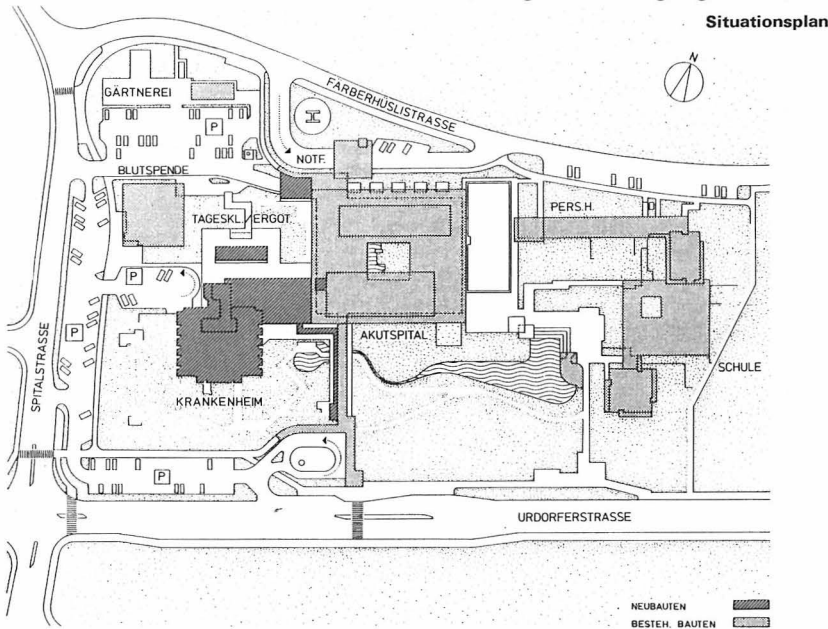 Situationsplan
N
FÄRBERHÜSLISTRASSE
GÄRTNEREI
P
NOTF.
BLUTSPENDE
TAGESKL./ERGOT.
PERS.H.
P
P
SPITALSTRASSE
AKUTSPITAL
SCHULE
KRANKENHEIM
P
URDORFERSTRASSE
NEUBAUTEN
BESTEH. BAUTEN